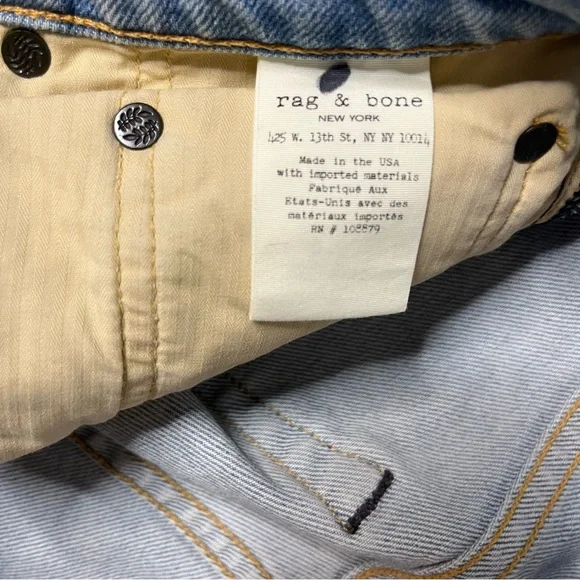 rag & bone
NEW YORK
425 W. 13th St, NY NY 10014
Made in the USA
with imported materials
Fabriqué Aux
Etats-Unis avec des
matériaux importés
RN # 108879